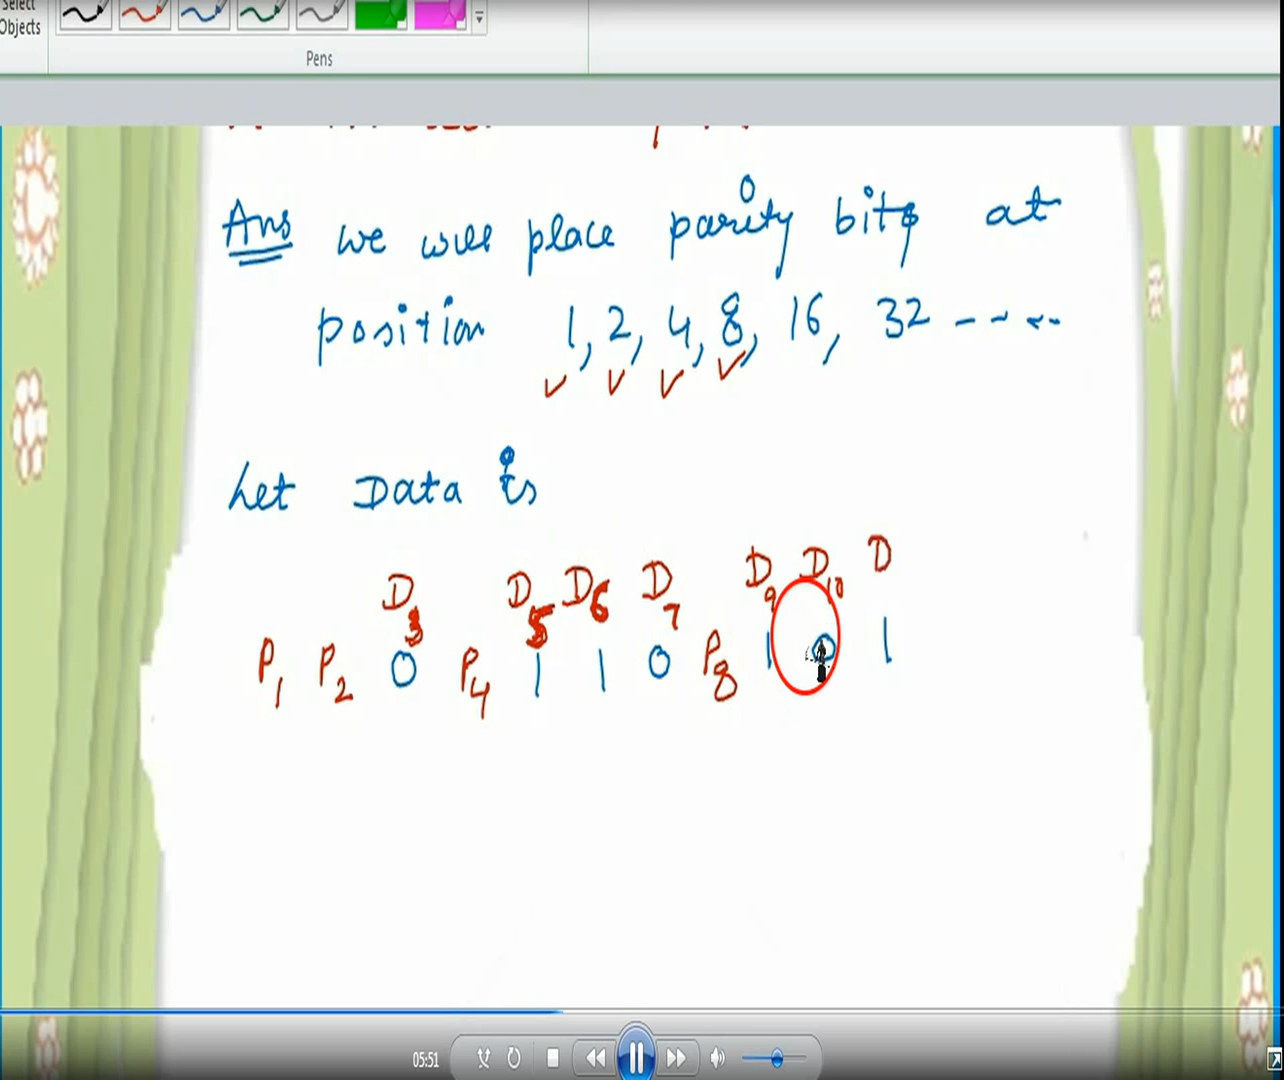 Select
Objects
Pens
Ans we will place parity bits at
position 1, 2, 4, 8, 16, 32 -----
Let Data is
D3 D5 D6 D7 D9 D10 D
P1 P2 0 P4 1 1 0 P8 1 0 1
05:51